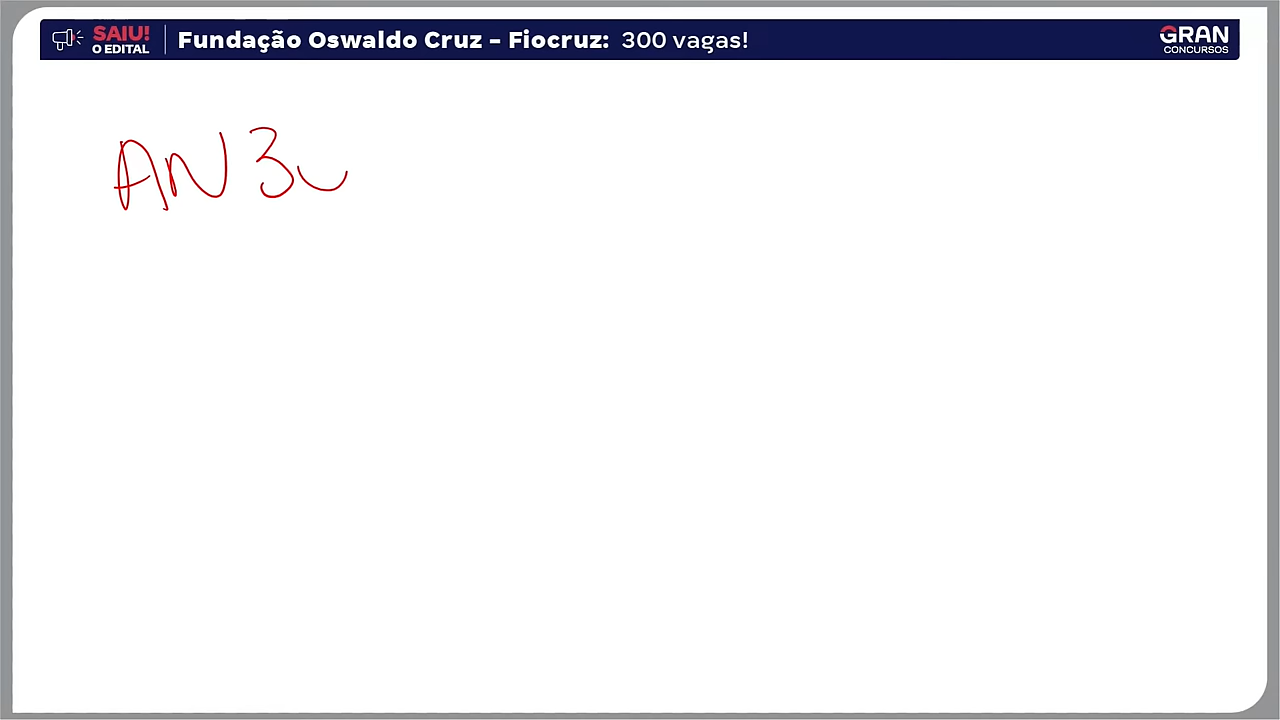 SAIU!
O EDITAL
Fundação Oswaldo Cruz – Fiocruz: 300 vagas!
GRAN
CONCURSOS
AN 3